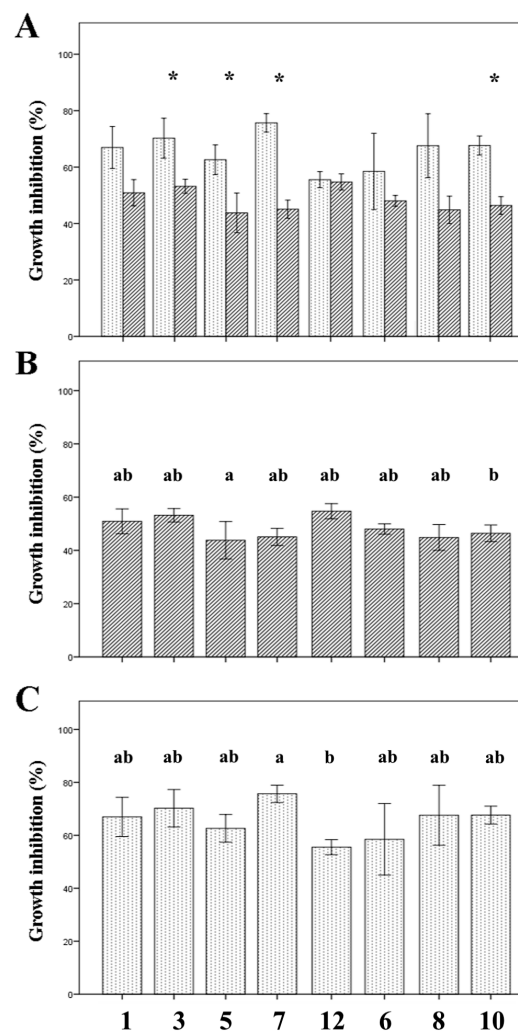 A
Growth inhibition (%)
100
80
60
40
20
0
* * * *
B
Growth inhibition (%)
100
80
60
40
20
0
ab ab a ab ab ab ab b
C
Growth inhibition (%)
100
80
60
40
20
0
ab ab ab a b ab ab ab
1 3 5 7 12 6 8 10